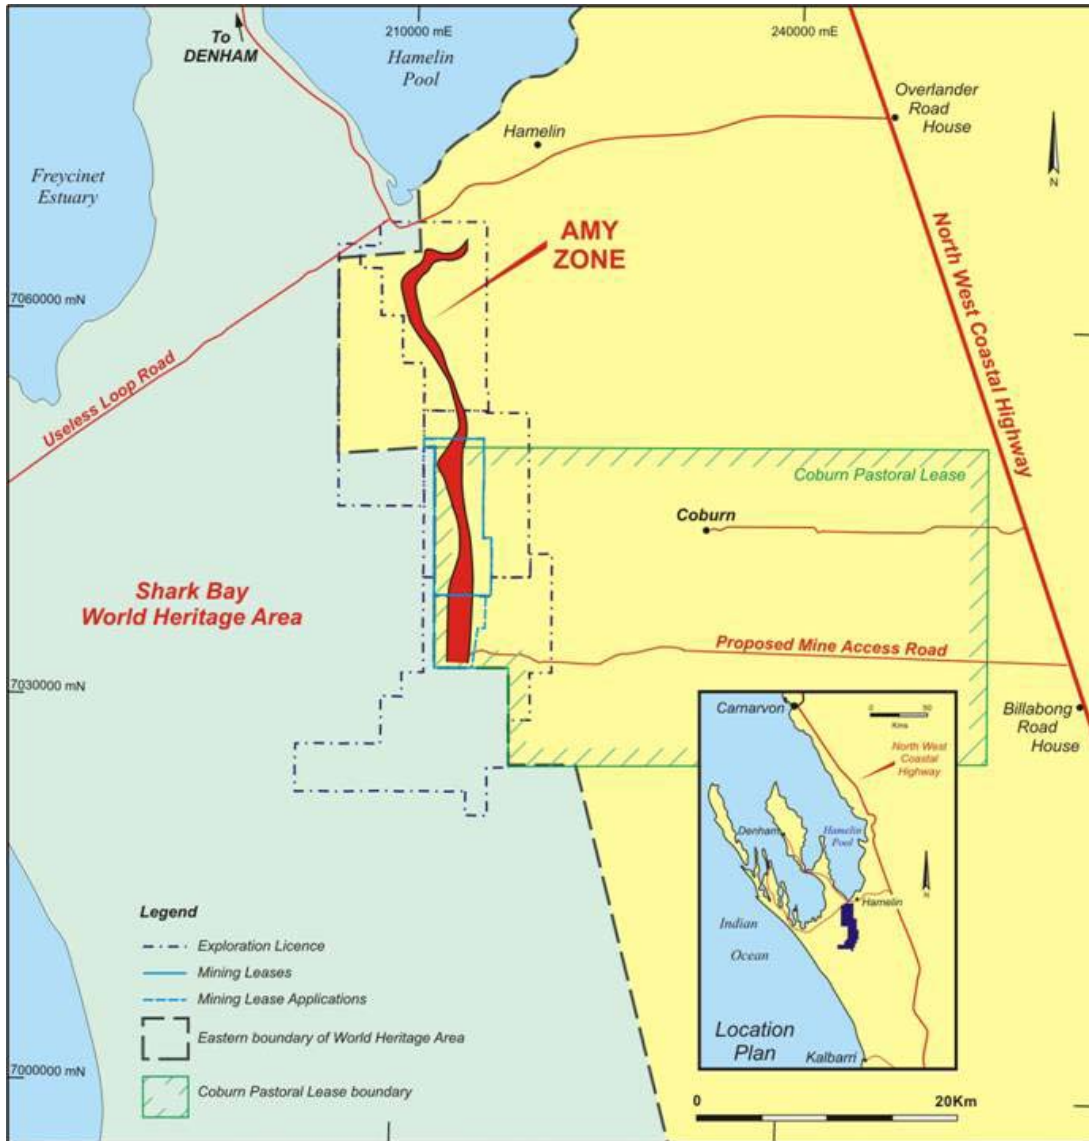 210000 mE
240000 mE
To
DENHAM
Hamelin
Pool
Overlander
Road
House
Hamelin
N
Freycinet
Estuary
AMY
ZONE
North West Coastal Highway
7060000 mN
Useless Loop Road
Coburn Pastoral Lease
Coburn
Shark Bay
World Heritage Area
Proposed Mine Access Road
7030000 mN
Billabong
Road
House
Carnarvon
0 50
Kms
North West
Coastal
Highway
Denham
Hamelin
Pool
N
Hamelin
Indian
Ocean
Location
Plan
Kalbarri
Legend
Exploration Licence
Mining Leases
Mining Lease Applications
Eastern boundary of World Heritage Area
Coburn Pastoral Lease boundary
7000000 mN
0 20Km